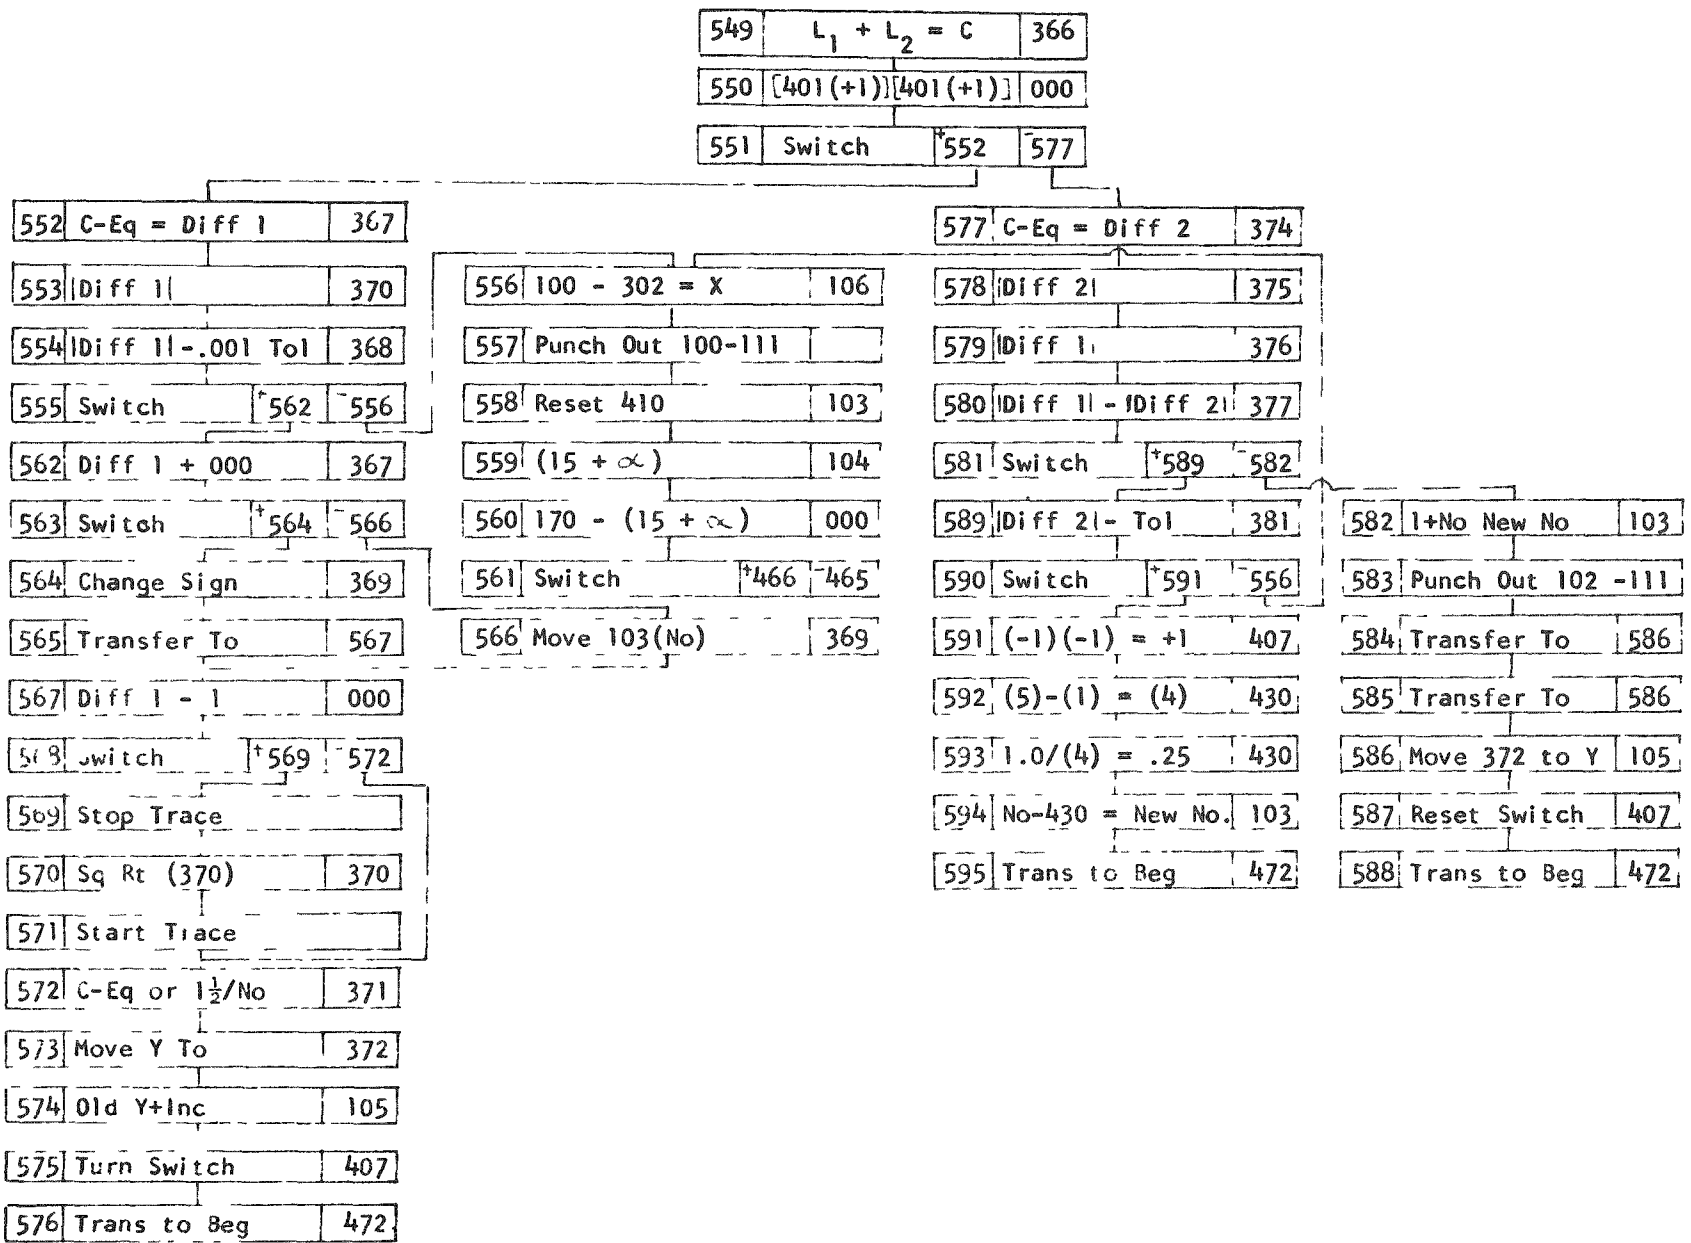 549 L1 + L2 = C 366
550 [401(+1)][401(+1)] 000
551 Switch +552 -577
552 C-Eq = Diff 1 367
553 |Diff 1| 370
554 |Diff 1|-.001 Tol 368
555 Switch +562 -556
562 Diff 1 + 000 367
563 Switch +564 -566
564 Change Sign 369
565 Transfer To 567
567 Diff 1 - 1 000
568 Switch +569 -572
569 Stop Trace
570 Sq Rt (370) 370
571 Start Trace
572 C-Eq or 1½/No 371
573 Move Y To 372
574 Old Y+Inc 105
575 Turn Switch 407
576 Trans to Beg 472
556 100 - 302 = X 106
557 Punch Out 100-111
558 Reset 410 103
559 (15 + ∝) 104
560 170 - (15 + ∝) 000
561 Switch +466 -465
566 Move 103(No) 369
577 C-Eq = Diff 2 374
578 |Diff 2| 375
579 |Diff 1| 376
580 |Diff 1| - |Diff 2| 377
581 Switch +589 -582
589 |Diff 2|- Tol 381
590 Switch +591 -556
591 (-1)(-1) = +1 407
592 (5)-(1) = (4) 430
593 1.0/(4) = .25 430
594 No-430 = New No. 103
595 Trans to Beg 472
582 1+No New No 103
583 Punch Out 102 -111
584 Transfer To 586
585 Transfer To 586
586 Move 372 to Y 105
587 Reset Switch 407
588 Trans to Beg 472